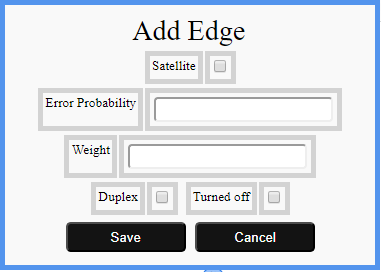 Add Edge
Satellite
Error Probability
Weight
Duplex Turned off
Save Cancel